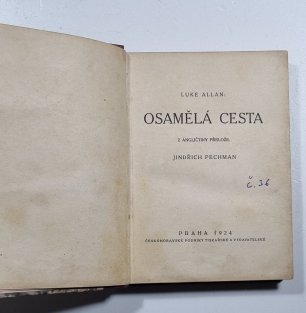 LUKE ALLAN:
OSAMĚLÁ CESTA
Z ANGLIČTINY PŘELOŽIL
JINDŘICH PECHMAN
č. 36
PRAHA 1924
ČESKOMORAVSKÉ PODNIKY TISKAŘSKÉ A VYDAVATELSKÉ